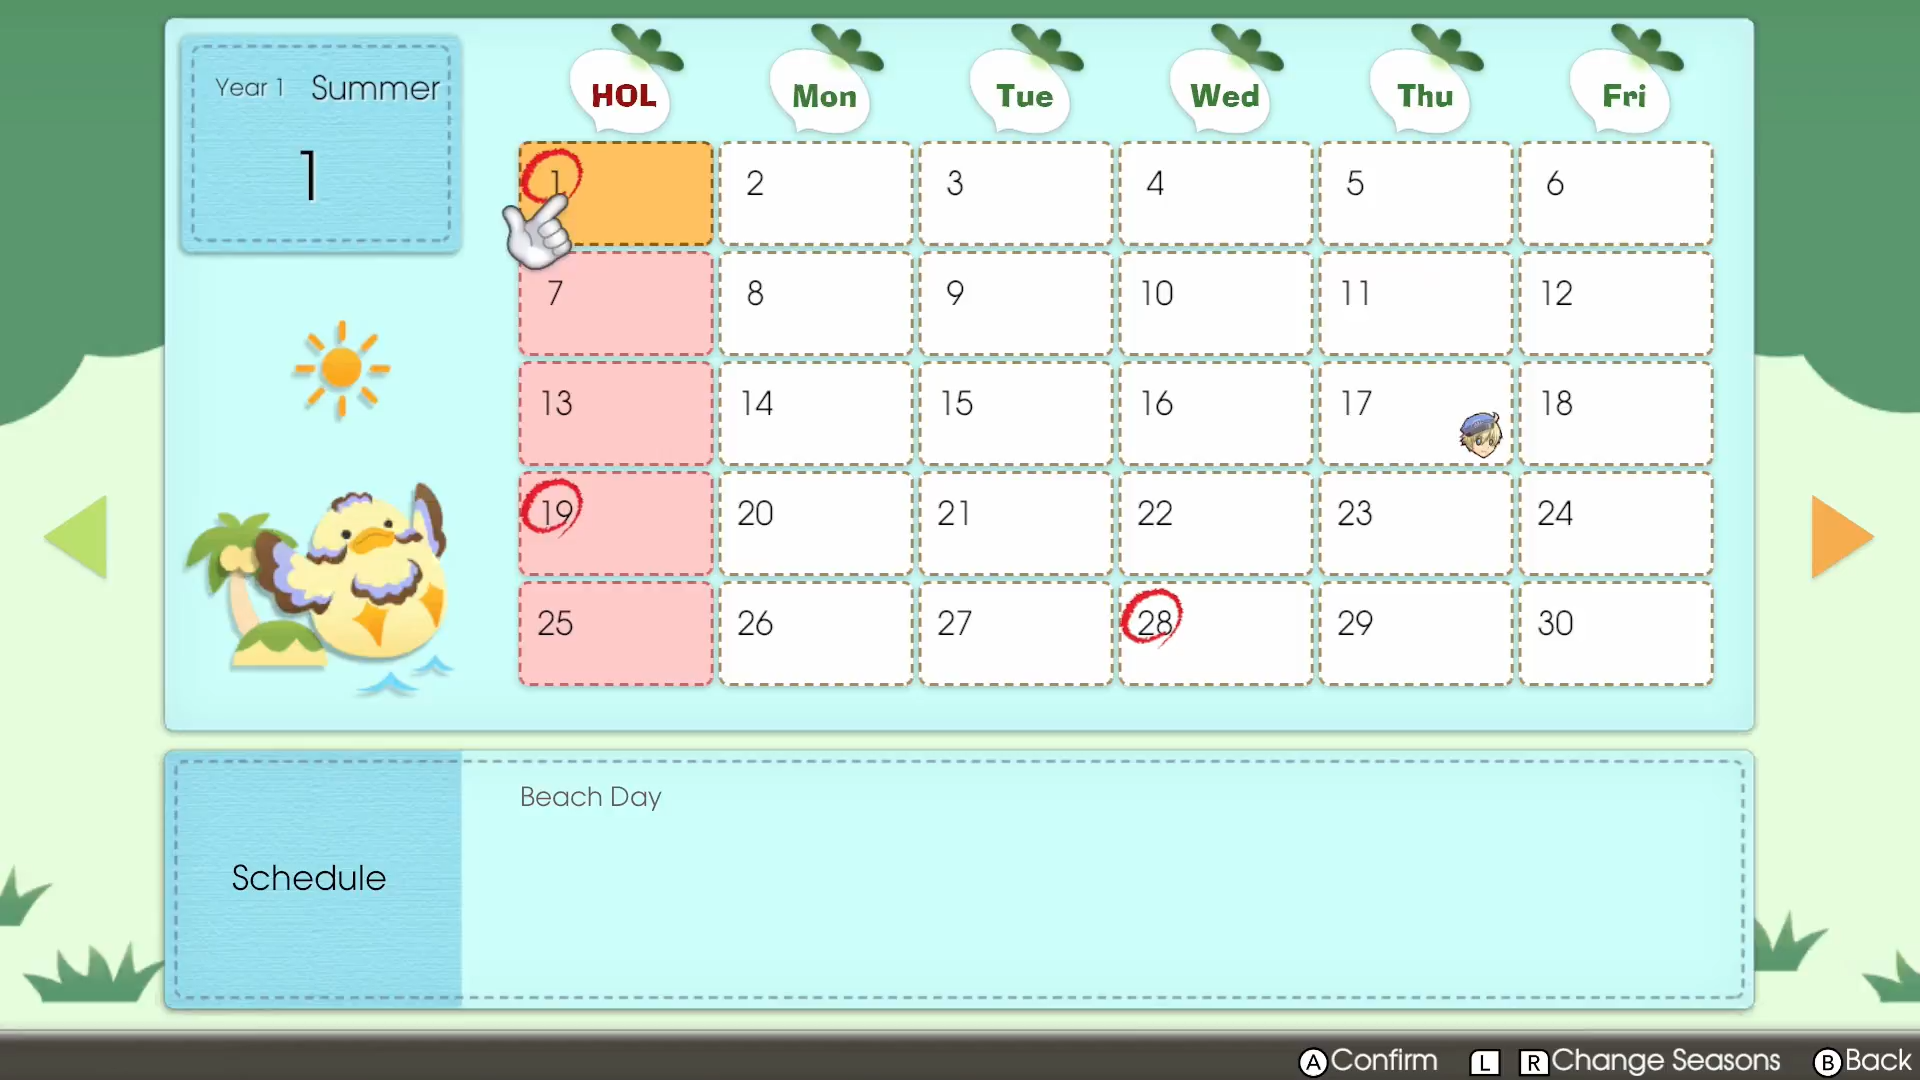 Year 1 Summer
1
HOL Mon Tue Wed Thu Fri
1 2 3 4 5 6
7 8 9 10 11 12
13 14 15 16 17 18
19 20 21 22 23 24
25 26 27 28 29 30
Schedule
Beach Day
A Confirm L R Change Seasons B Back